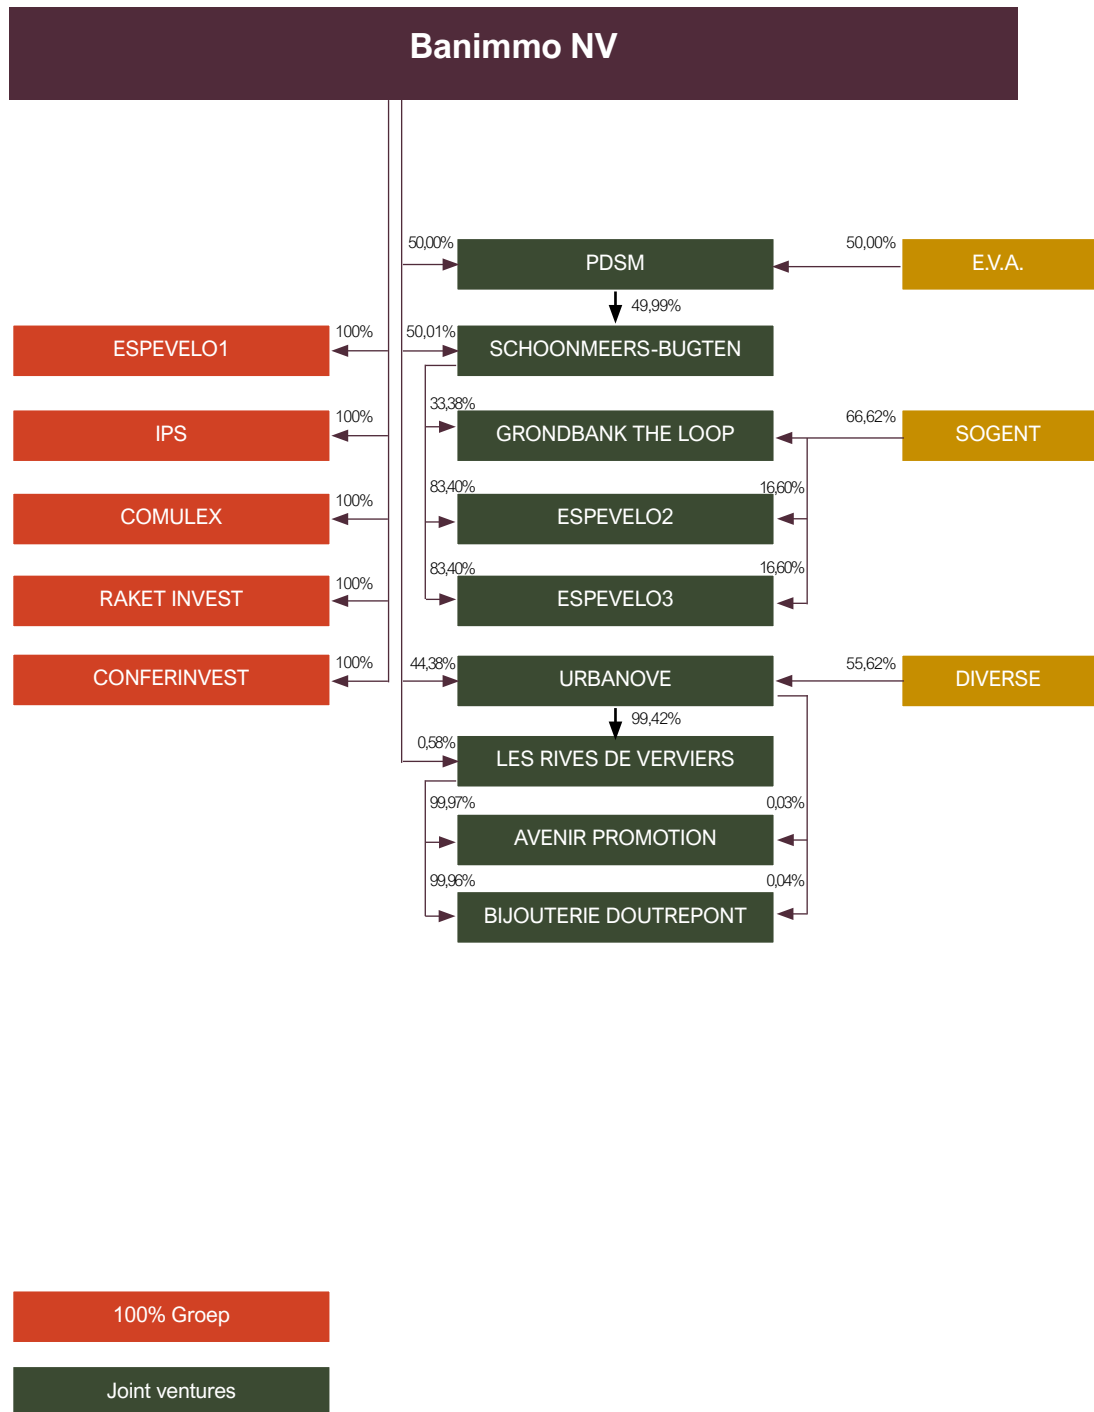 Banimmo NV
50,00%
PDSM
50,00%
E.V.A.
49,99%
ESPEVELO1
100%
50,01%
SCHOONMEERS-BUGTEN
33,38%
IPS
100%
GRONDBANK THE LOOP
66,62%
SOGENT
83,40%
16,60%
COMULEX
100%
ESPEVELO2
83,40%
16,60%
RAKET INVEST
100%
ESPEVELO3
CONFERINVEST
100%
44,38%
URBANOVE
55,62%
DIVERSE
99,42%
0,58%
LES RIVES DE VERVIERS
99,97%
0,03%
AVENIR PROMOTION
99,96%
0,04%
BIJOUTERIE DOUTREPONT
100% Groep
Joint ventures